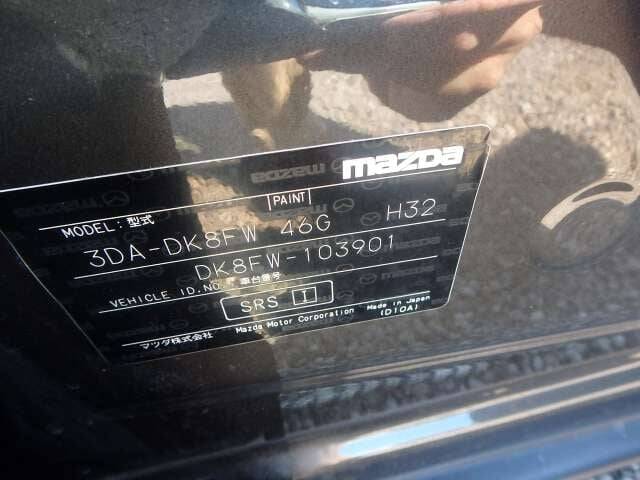 mazda
PAINT
MODEL:型式
3DA-DK8FW 46G H32
DK8FW-103901
VEHICLE ID.NO. 車台番号
SRS I
マツダ株式会社 Mazda Motor Corporation Made in Japan
(D10A)